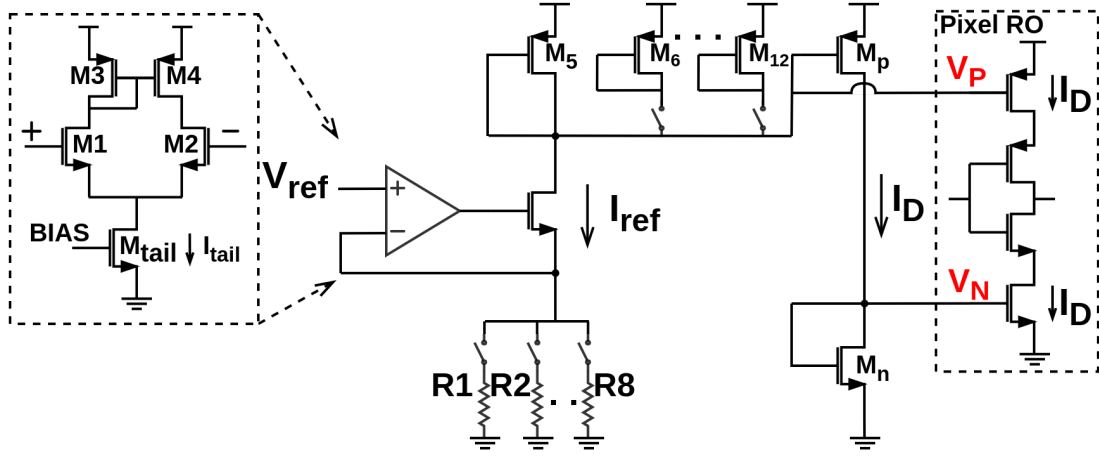 M3 M4
+ M1 M2 −
BIAS Mtail Itail
Vref
+
−
M5 M6 . . . M12 Mp
Iref
ID
R1 R2 . . R8
Mn
Pixel RO
VP
ID
VN
ID